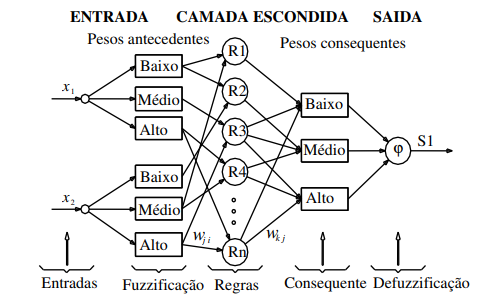 ENTRADA CAMADA ESCONDIDA SAIDA
Pesos antecedentes
Pesos consequentes
x1
Baixo
Médio
Alto
x2
Baixo
Médio
Alto
R1
R2
R3
R4
Rn
wji
wkj
Baixo
Médio
Alto
φ
S1
Entradas
Fuzzificação
Regras
Consequente
Defuzzificação